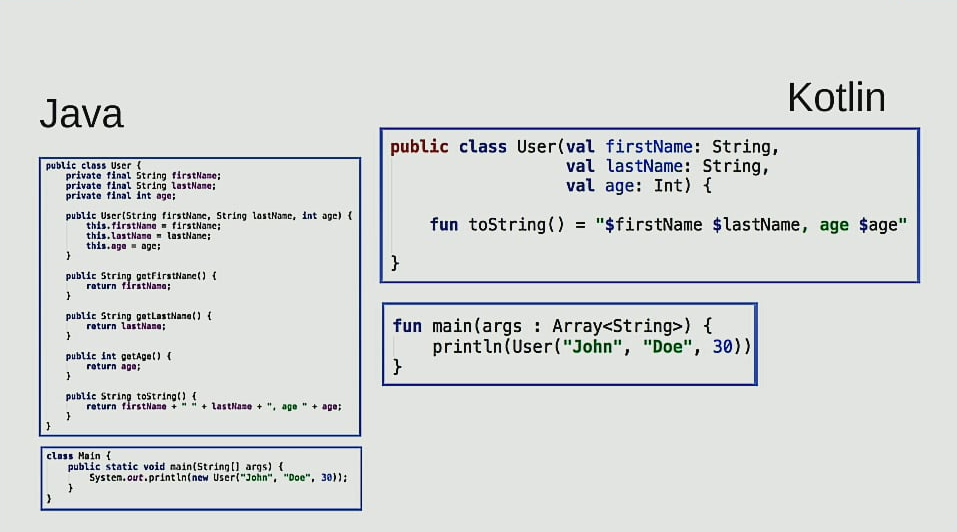 Java
public class User {
private final String firstName;
private final String lastName;
private final int age;
public User(String firstName, String lastName, int age) {
this.firstName = firstName;
this.lastName = lastName;
this.age = age;
}
public String getFirstName() {
return firstName;
}
public String getLastName() {
return lastName;
}
public int getAge() {
return age;
}
public String toString() {
return firstName + " " + lastName + ", age " + age;
}
}
class Main {
public static void main(String[] args) {
System.out.println(new User("John", "Doe", 30));
}
}
Kotlin
public class User(val firstName: String,
val lastName: String,
val age: Int) {
fun toString() = "$firstName $lastName, age $age"
}
fun main(args : Array<String>) {
println(User("John", "Doe", 30))
}